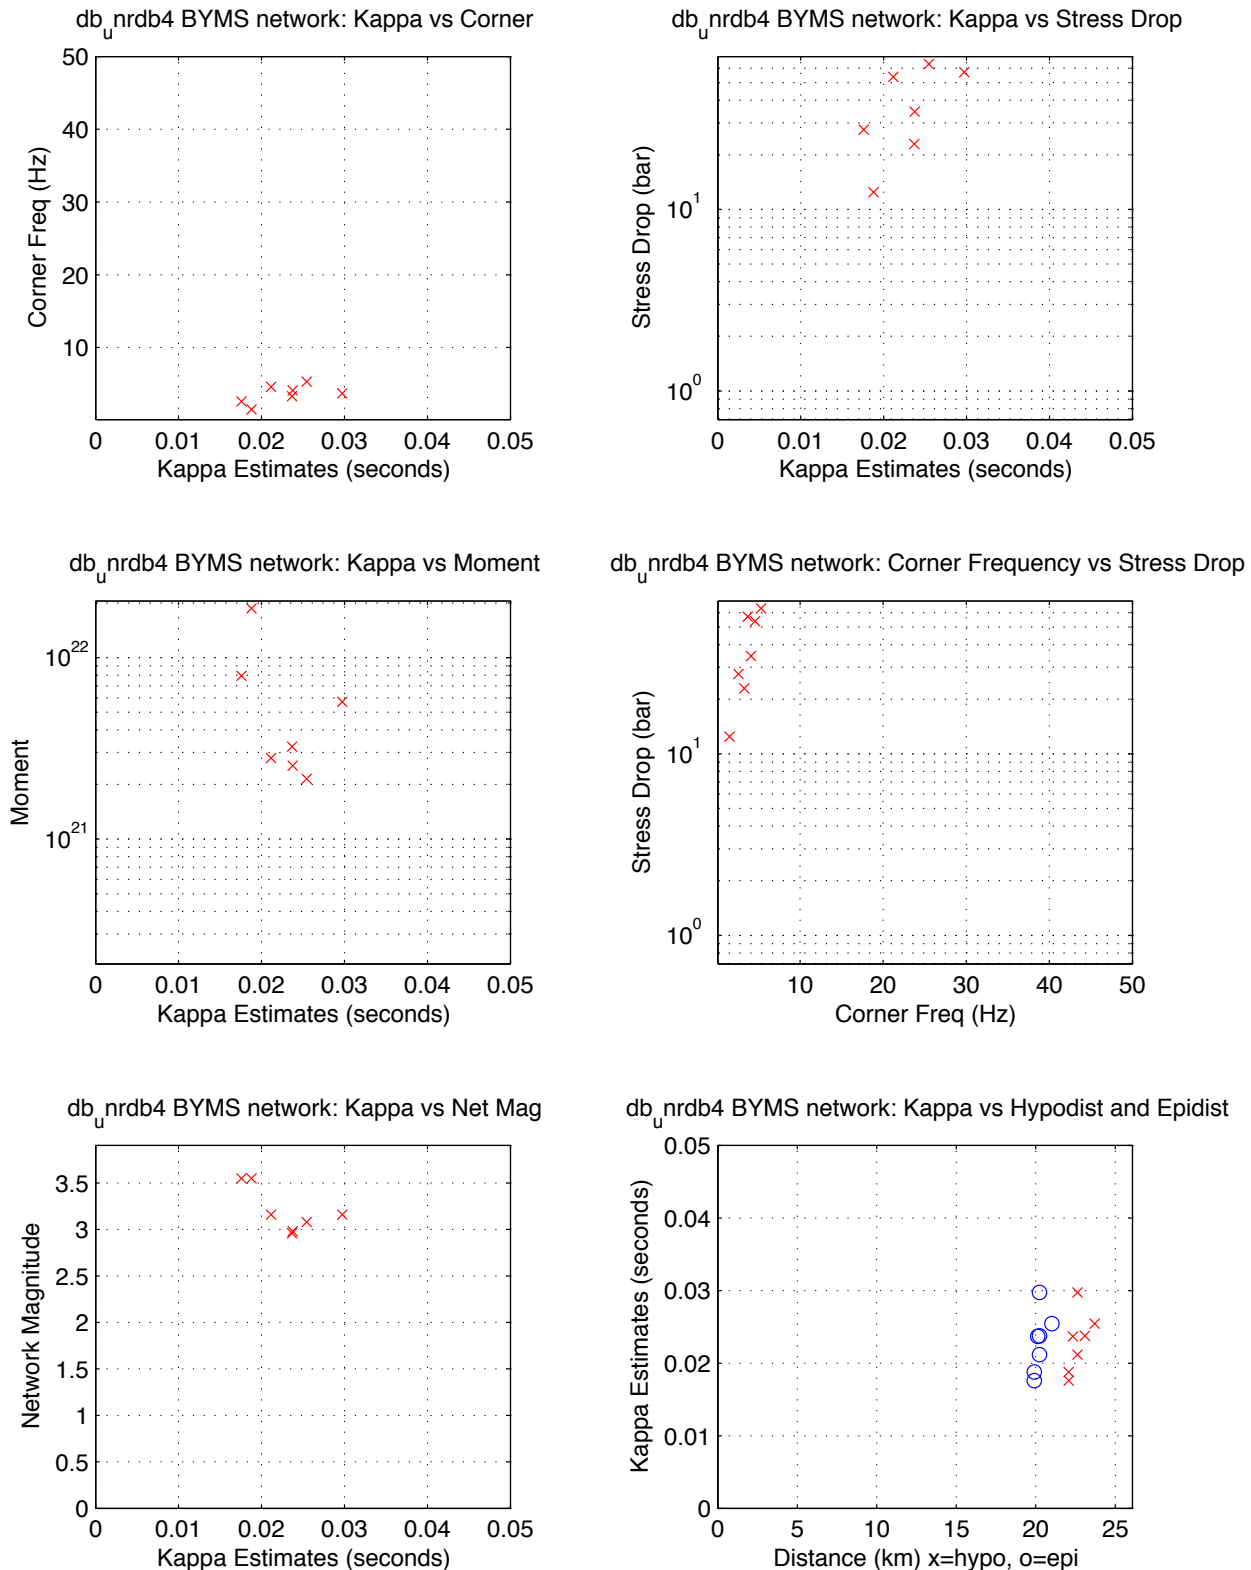 db_unrdb4 BYMS network: Kappa vs Corner
50
40
30
20
10
Corner Freq (Hz)
0 0.01 0.02 0.03 0.04 0.05
Kappa Estimates (seconds)
db_unrdb4 BYMS network: Kappa vs Stress Drop
10^1
10^0
Stress Drop (bar)
0 0.01 0.02 0.03 0.04 0.05
Kappa Estimates (seconds)
db_unrdb4 BYMS network: Kappa vs Moment
10^22
10^21
Moment
0 0.01 0.02 0.03 0.04 0.05
Kappa Estimates (seconds)
db_unrdb4 BYMS network: Corner Frequency vs Stress Drop
10^1
10^0
Stress Drop (bar)
10 20 30 40 50
Corner Freq (Hz)
db_unrdb4 BYMS network: Kappa vs Net Mag
3.5
3
2.5
2
1.5
1
0.5
0
Network Magnitude
0 0.01 0.02 0.03 0.04 0.05
Kappa Estimates (seconds)
db_unrdb4 BYMS network: Kappa vs Hypodist and Epidist
0.05
0.04
0.03
0.02
0.01
0
Kappa Estimates (seconds)
0 5 10 15 20 25
Distance (km) x=hypo, o=epi